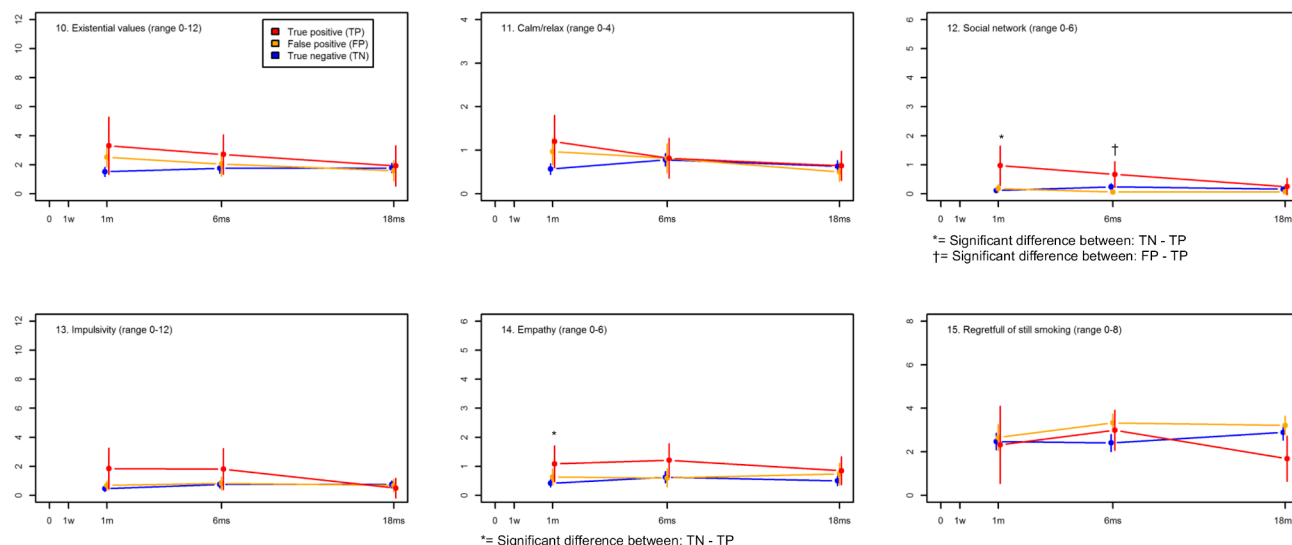 10. Existential values (range 0-12)
True positive (TP)
False positive (FP)
True negative (TN)
12
10
8
6
4
2
0
0 1w 1m 6ms 18ms
11. Calm/relax (range 0-4)
4
3
2
1
0
0 1w 1m 6ms 18ms
12. Social network (range 0-6)
6
5
4
3
2
1
0
*
†
0 1w 1m 6ms 18ms
*= Significant difference between: TN - TP
†= Significant difference between: FP - TP
13. Impulsivity (range 0-12)
12
10
8
6
4
2
0
0 1w 1m 6ms 18ms
14. Empathy (range 0-6)
6
5
4
3
2
1
0
*
0 1w 1m 6ms 18ms
*= Significant difference between: TN - TP
15. Regretfull of still smoking (range 0-8)
8
6
4
2
0
0 1w 1m 6ms 18ms